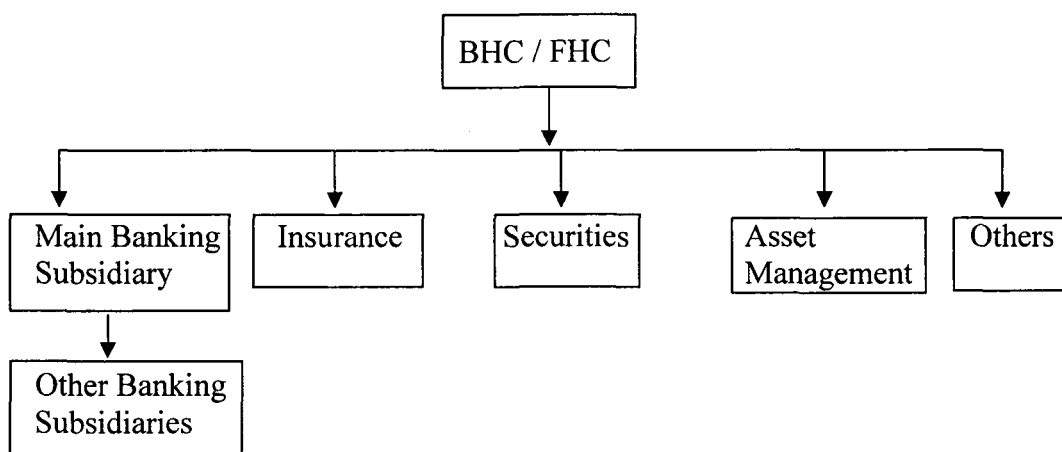 BHC / FHC
Main Banking
Subsidiary
Insurance
Securities
Asset
Management
Others
Other Banking
Subsidiaries